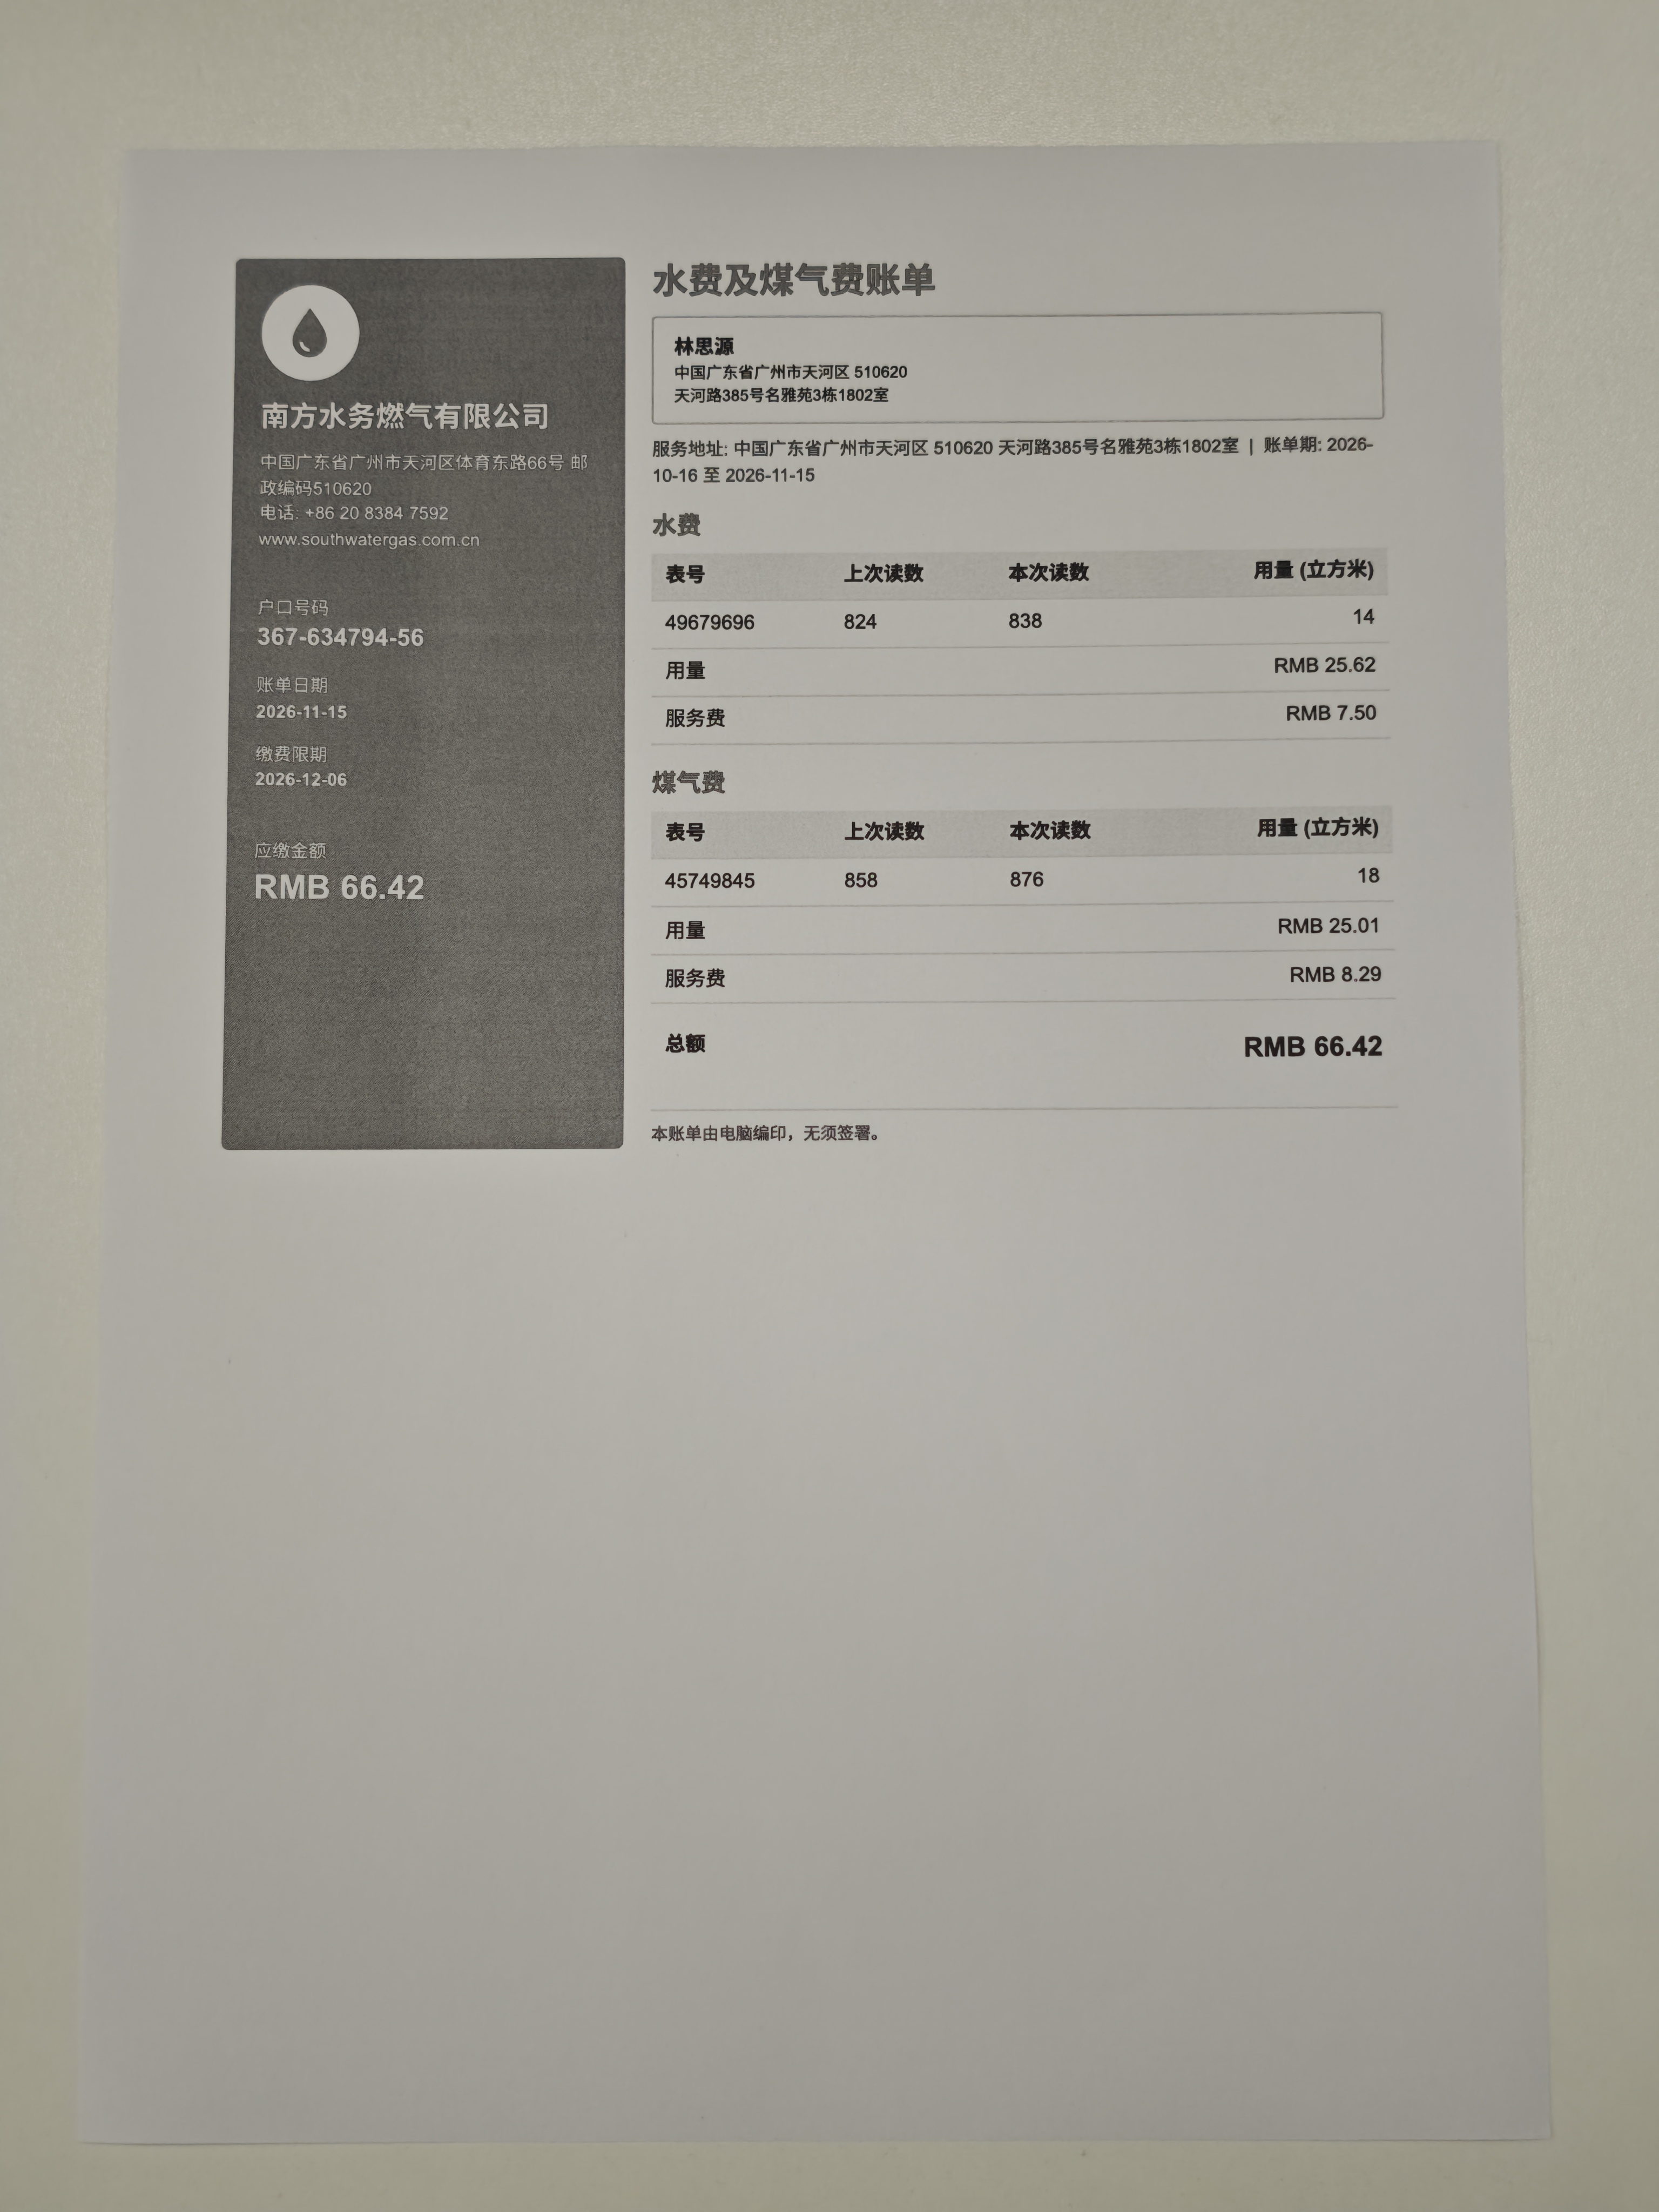 南方水务燃气有限公司
中国广东省广州市天河区体育东路66号 邮
政编码510620
电话: +86 20 8384 7592
www.southwatergas.com.cn
户口号码
367-634794-56
账单日期
2026-11-15
缴费限期
2026-12-06
应缴金额
RMB 66.42
水费及煤气费账单
林思源
中国广东省广州市天河区 510620
天河路385号名雅苑3栋1802室
服务地址: 中国广东省广州市天河区 510620 天河路385号名雅苑3栋1802室 | 账单期: 2026-
10-16 至 2026-11-15
水费
表号 上次读数 本次读数 用量 (立方米)
49679696 824 838 14
用量 RMB 25.62
服务费 RMB 7.50
煤气费
表号 上次读数 本次读数 用量 (立方米)
45749845 858 876 18
用量 RMB 25.01
服务费 RMB 8.29
总额 RMB 66.42
本账单由电脑编印，无须签署。